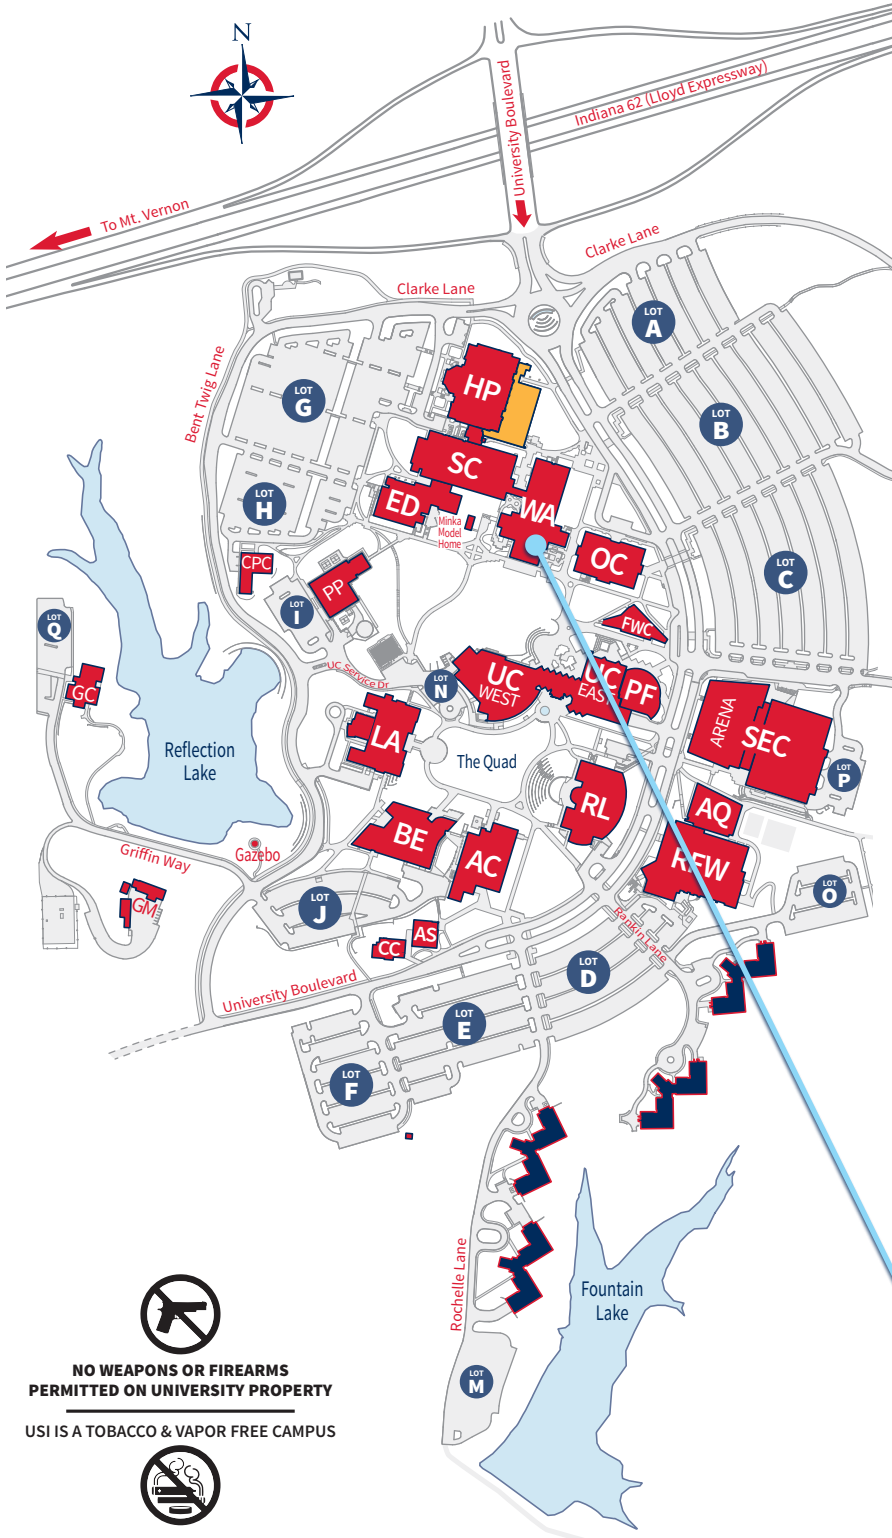 N
University Boulevard
Indiana 62 (Lloyd Expressway)
To Mt. Vernon
Clarke Lane
Clarke Lane
Bent Twig Lane
LOT
A
LOT
B
LOT
C
LOT
G
LOT
H
HP
SC
ED
WA
Minka
Model
Home
OC
CPC
PP
LOT
I
LOT
Q
GC
FWC
UC Service Dr
LOT
N
UC
WEST
UC
EAST
PF
ARENA
SEC
LOT
P
LA
The Quad
Reflection
Lake
RL
AQ
RFW
BE
AC
Griffin Way
Gazebo
GM
LOT
J
LOT
O
AS
CC
Rankin Lane
University Boulevard
LOT
D
LOT
E
LOT
F
Rochelle Lane
Fountain
Lake
LOT
M
NO WEAPONS OR FIREARMS
PERMITTED ON UNIVERSITY PROPERTY
USI IS A TOBACCO & VAPOR FREE CAMPUS